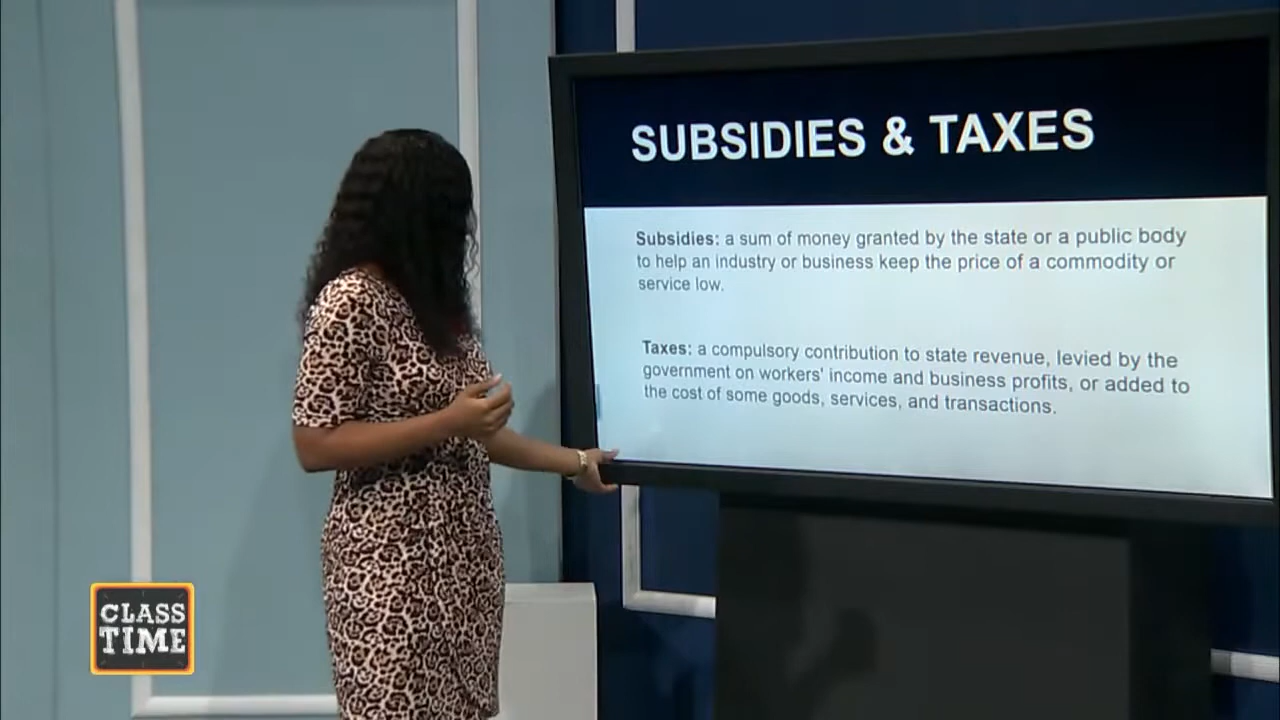 SUBSIDIES & TAXES
Subsidies: a sum of money granted by the state or a public body
to help an industry or business keep the price of a commodity or
service low.
Taxes: a compulsory contribution to state revenue, levied by the
government on workers' income and business profits, or added to
the cost of some goods, services, and transactions.
CLASS
TIME